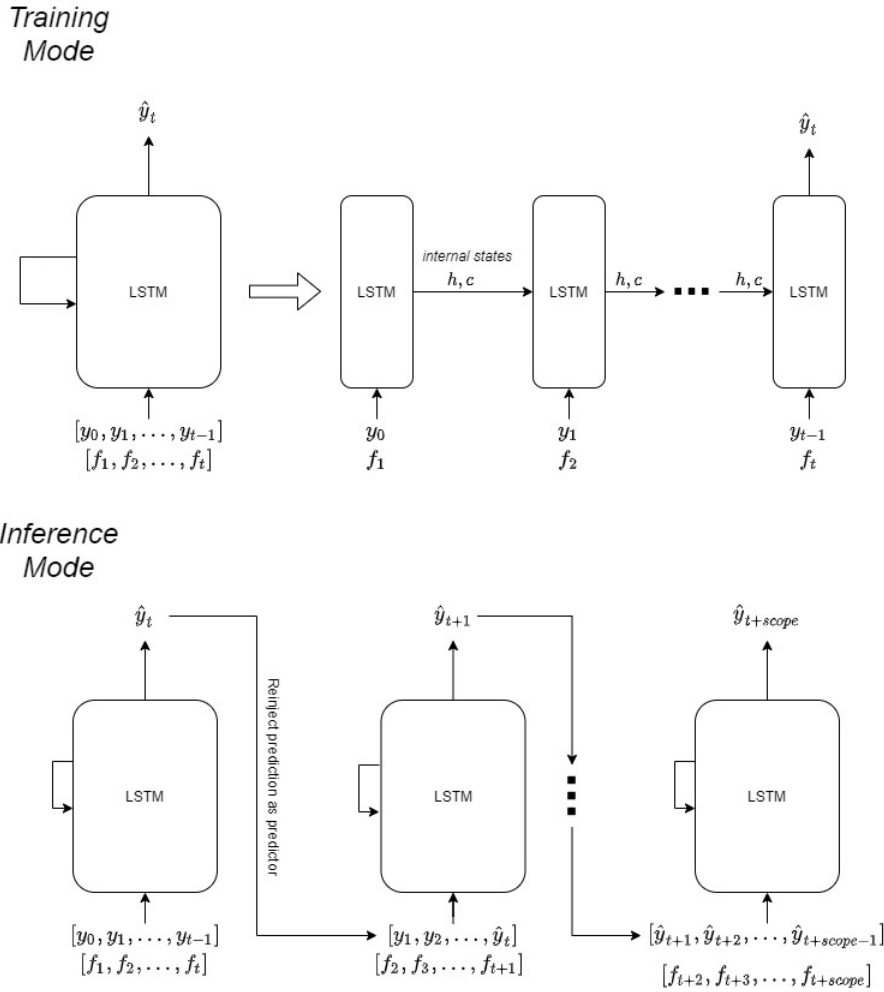 Training
Mode
ŷ_t
ŷ_t
LSTM
LSTM
internal states
h, c
LSTM
h, c
h, c
LSTM
[y_0, y_1, . . . , y_{t−1}]
[f_1, f_2, . . . , f_t]
y_0
f_1
y_1
f_2
y_{t−1}
f_t
Inference
Mode
ŷ_t
ŷ_{t+1}
ŷ_{t+scope}
Reinject prediction as predictor
LSTM
LSTM
LSTM
[y_0, y_1, . . . , y_{t−1}]
[f_1, f_2, . . . , f_t]
[y_1, y_2, . . . , ŷ_t]
[f_2, f_3, . . . , f_{t+1}]
[ŷ_{t+1}, ŷ_{t+2}, . . . , ŷ_{t+scope−1}]
[f_{t+2}, f_{t+3}, . . . , f_{t+scope}]